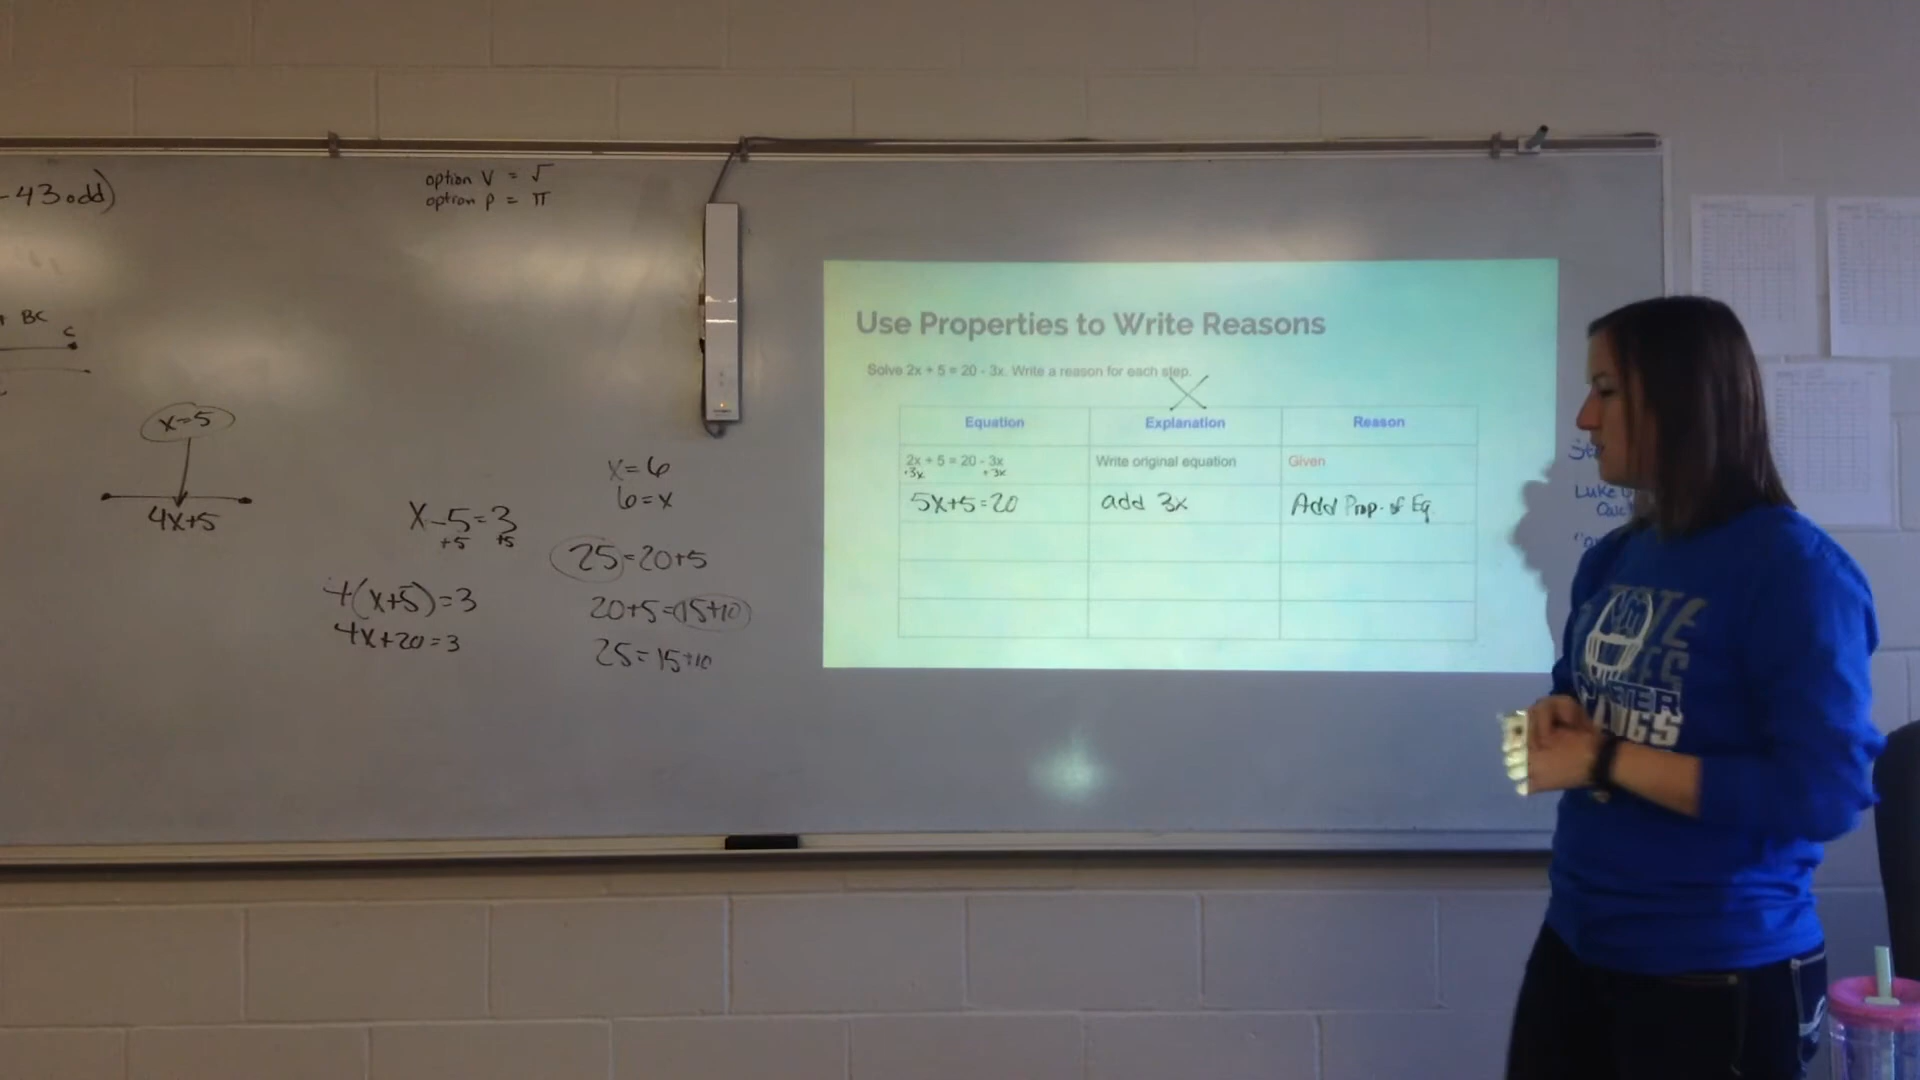 -43 odd)
option V = √
option p = π
BC
C
x=5
4x+5
x-5=3
+5 +5
4(x+5)=3
4x+20=3
x=6
6=x
25=20+5
20+5=15+10
25=15+10
Use Properties to Write Reasons
Solve 2x + 5 = 20 - 3x. Write a reason for each step.
Equation Explanation Reason
2x + 5 = 20 - 3x Write original equation Given
+3x +3x
5x+5=20 add 3x Add Prop. of Eq.
Luke